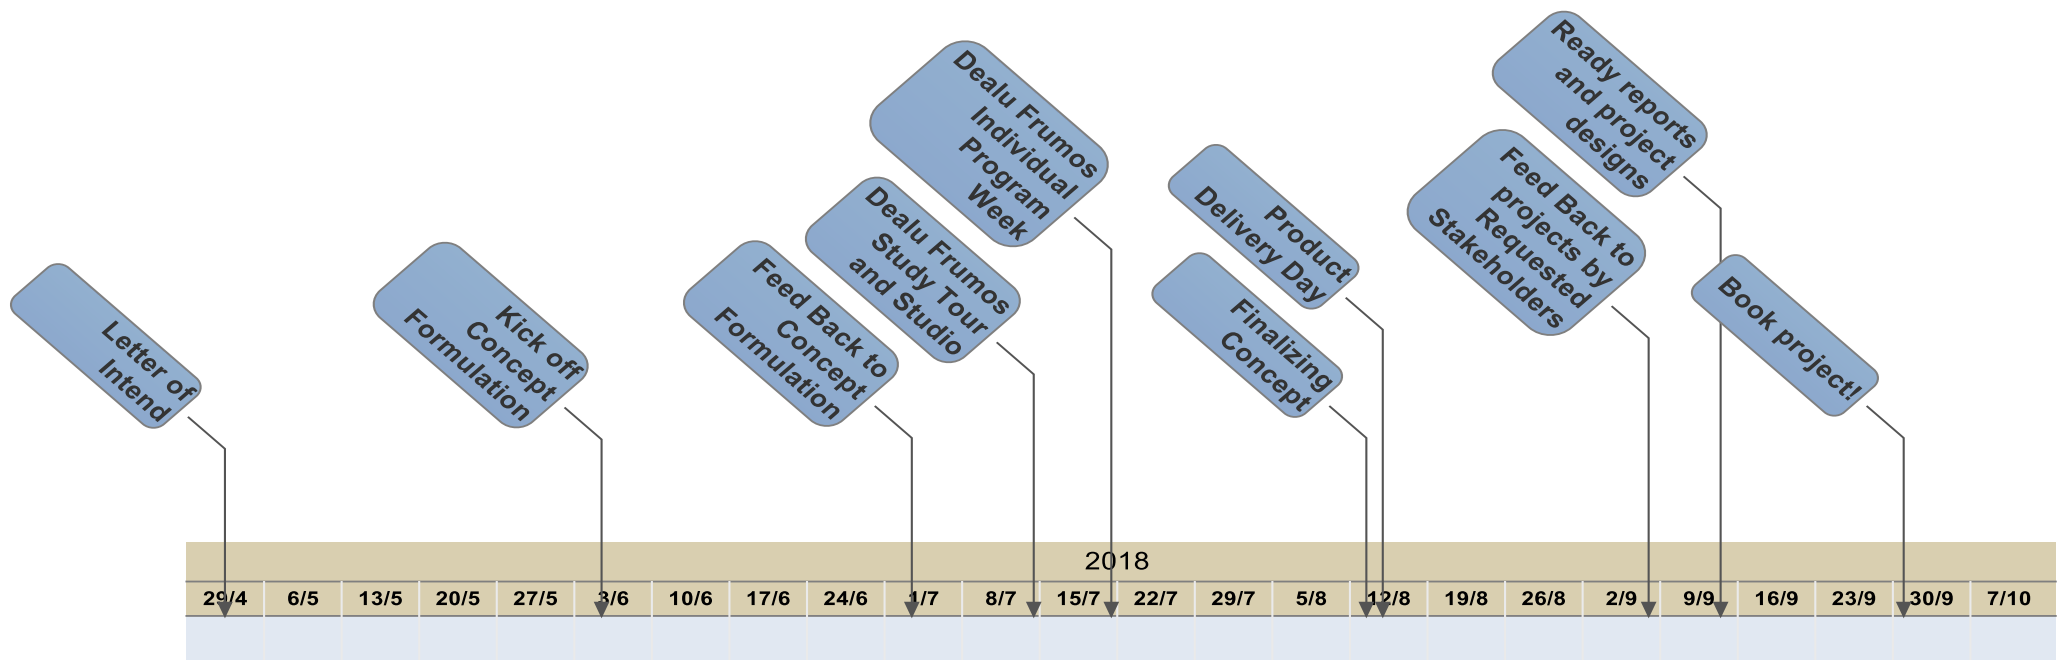 Letter of
Intend
Kick off
Concept
Formulation
Feed Back to
Concept
Formulation
Dealu Frumos
Study Tour
and Studio
Dealu Frumos
Individual
Program
Week
Finalizing
Concept
Product
Delivery Day
Feed Back to
projects by
Requested
Stakeholders
Ready reports
and project
designs
Book project!
2018
29/4 6/5 13/5 20/5 27/5 3/6 10/6 17/6 24/6 1/7 8/7 15/7 22/7 29/7 5/8 12/8 19/8 26/8 2/9 9/9 16/9 23/9 30/9 7/10